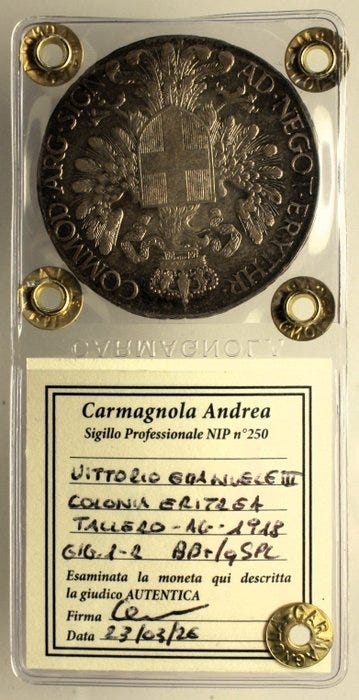 COMMOD·ARG·SIGN· AD·NEGOT·ERYTHR
CARMAGNOLA
Carmagnola Andrea
Sigillo Professionale NIP n°250
VITTORIO EMANUELE III
COLONIA ERITREA
TALLERO - AG - 1918
GIG.1-2 BB+/qSPL
Esaminata la moneta qui descritta
la giudico AUTENTICA
Firma
Data 23/03/26